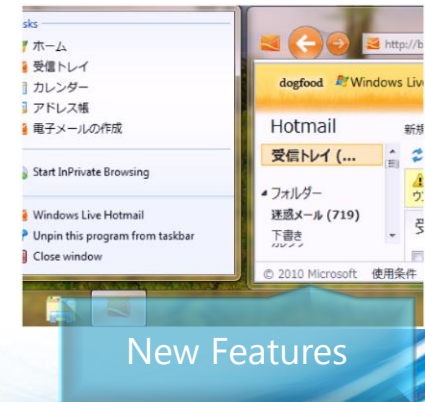 sks
ホーム
受信トレイ
カレンダー
アドレス帳
電子メールの作成
Start InPrivate Browsing
Windows Live Hotmail
Unpin this program from taskbar
Close window
http://b
dogfood Windows Liv
Hotmail
新規
受信トレイ (...
フォルダー
迷惑メール (719)
下書き
受
© 2010 Microsoft 使用条件
New Features